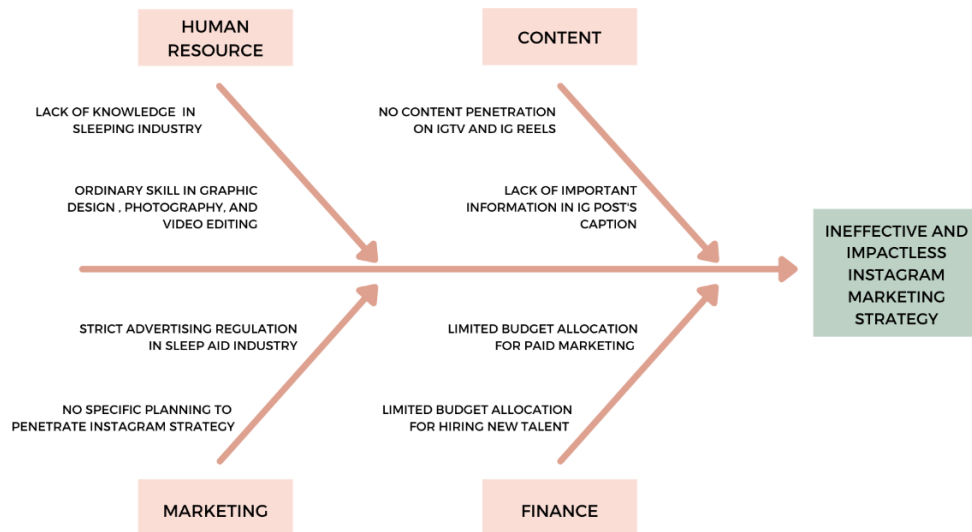 HUMAN
RESOURCE
CONTENT
LACK OF KNOWLEDGE IN
SLEEPING INDUSTRY
NO CONTENT PENETRATION
ON IGTV AND IG REELS
ORDINARY SKILL IN GRAPHIC
DESIGN , PHOTOGRAPHY, AND
VIDEO EDITING
LACK OF IMPORTANT
INFORMATION IN IG POST'S
CAPTION
INEFFECTIVE AND
IMPACTLESS
INSTAGRAM
MARKETING
STRATEGY
STRICT ADVERTISING REGULATION
IN SLEEP AID INDUSTRY
LIMITED BUDGET ALLOCATION
FOR PAID MARKETING
NO SPECIFIC PLANNING TO
PENETRATE INSTAGRAM STRATEGY
LIMITED BUDGET ALLOCATION
FOR HIRING NEW TALENT
MARKETING
FINANCE